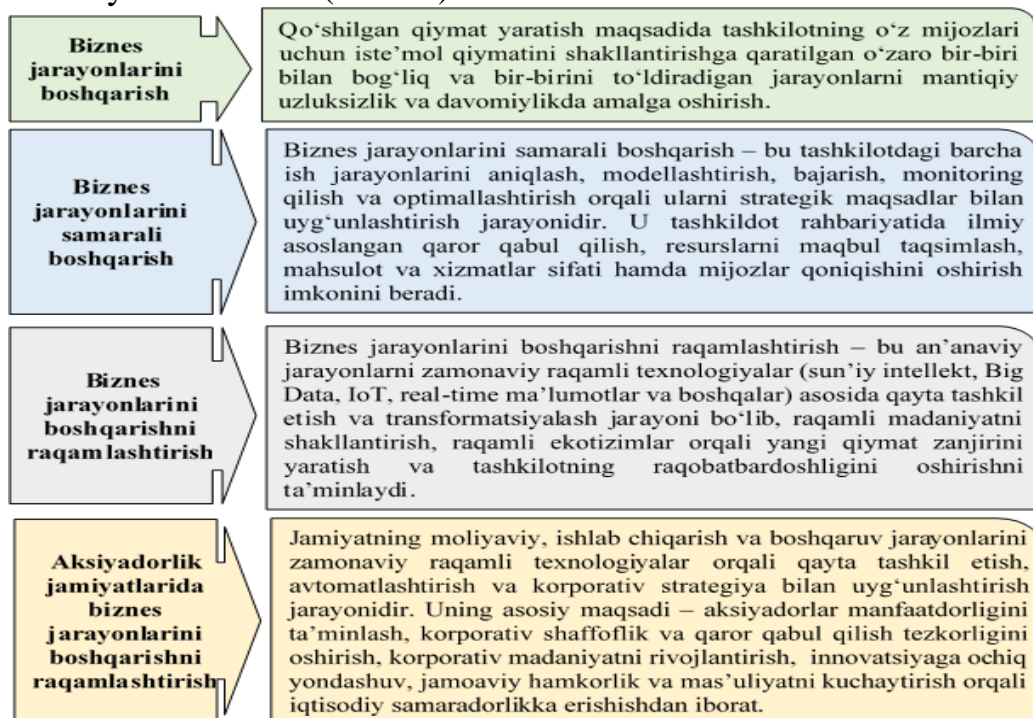 Biznes
jarayonlarini
boshqarish
Qo‘shilgan qiymat yaratish maqsadida tashkilotning o‘z mijozlari
uchun iste’mol qiymatini shakllantirishga qaratilgan o‘zaro bir-biri
bilan bog‘liq va bir-birini to‘ldiradigan jarayonlarni mantiqiy
uzluksizlik va davomiylikda amalga oshirish.
Biznes
jarayonlarini
samarali
boshqarish
Biznes jarayonlarini samarali boshqarish – bu tashkilotdagi barcha
ish jarayonlarini aniqlash, modellashtirish, bajarish, monitoring
qilish va optimallashtirish orqali ularni strategik maqsadlar bilan
uyg‘unlashtirish jarayonidir. U tashkildot rahbariyatida ilmiy
asoslangan qaror qabul qilish, resurslarni maqbul taqsimlash,
mahsulot va xizmatlar sifati hamda mijozlar qoniqishini oshirish
imkonini beradi.
Biznes
jarayonlarini
boshqarishni
raqamlashtirish
Biznes jarayonlarini boshqarishni raqamlashtirish – bu an’anaviy
jarayonlarni zamonaviy raqamli texnologiyalar (sun’iy intellekt, Big
Data, IoT, real-time ma’lumotlar va boshqalar) asosida qayta tashkil
etish va transformatsiyalash jarayoni bo‘lib, raqamli madaniyatni
shakllantirish, raqamli ekotizimlar orqali yangi qiymat zanjirini
yaratish va tashkilotning raqobatbardoshligini oshirishni
ta’minlaydi.
Aksiyadorlik
jamiyatlarida
biznes
jarayonlarini
boshqarishni
raqamlashtirish
Jamiyatning moliyaviy, ishlab chiqarish va boshqaruv jarayonlarini
zamonaviy raqamli texnologiyalar orqali qayta tashkil etish,
avtomatlashtirish va korporativ strategiya bilan uyg‘unlashtirish
jarayonidir. Uning asosiy maqsadi – aksiyadorlar manfaatdorligini
ta’minlash, korporativ shaffoflik va qaror qabul qilish tezkorligini
oshirish, korporativ madaniyatni rivojlantirish, innovatsiyaga ochiq
yondashuv, jamoaviy hamkorlik va mas’uliyatni kuchaytirish orqali
iqtisodiy samaradorlikka erishishdan iborat.